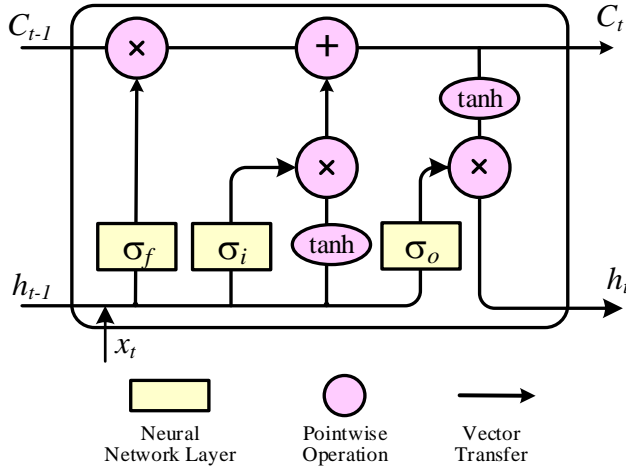 C_{t-1}
×
+
C_t
tanh
×
×
σ_f
σ_i
tanh
σ_o
h_{t-1}
h_t
x_t
Neural
Network Layer
Pointwise
Operation
Vector
Transfer